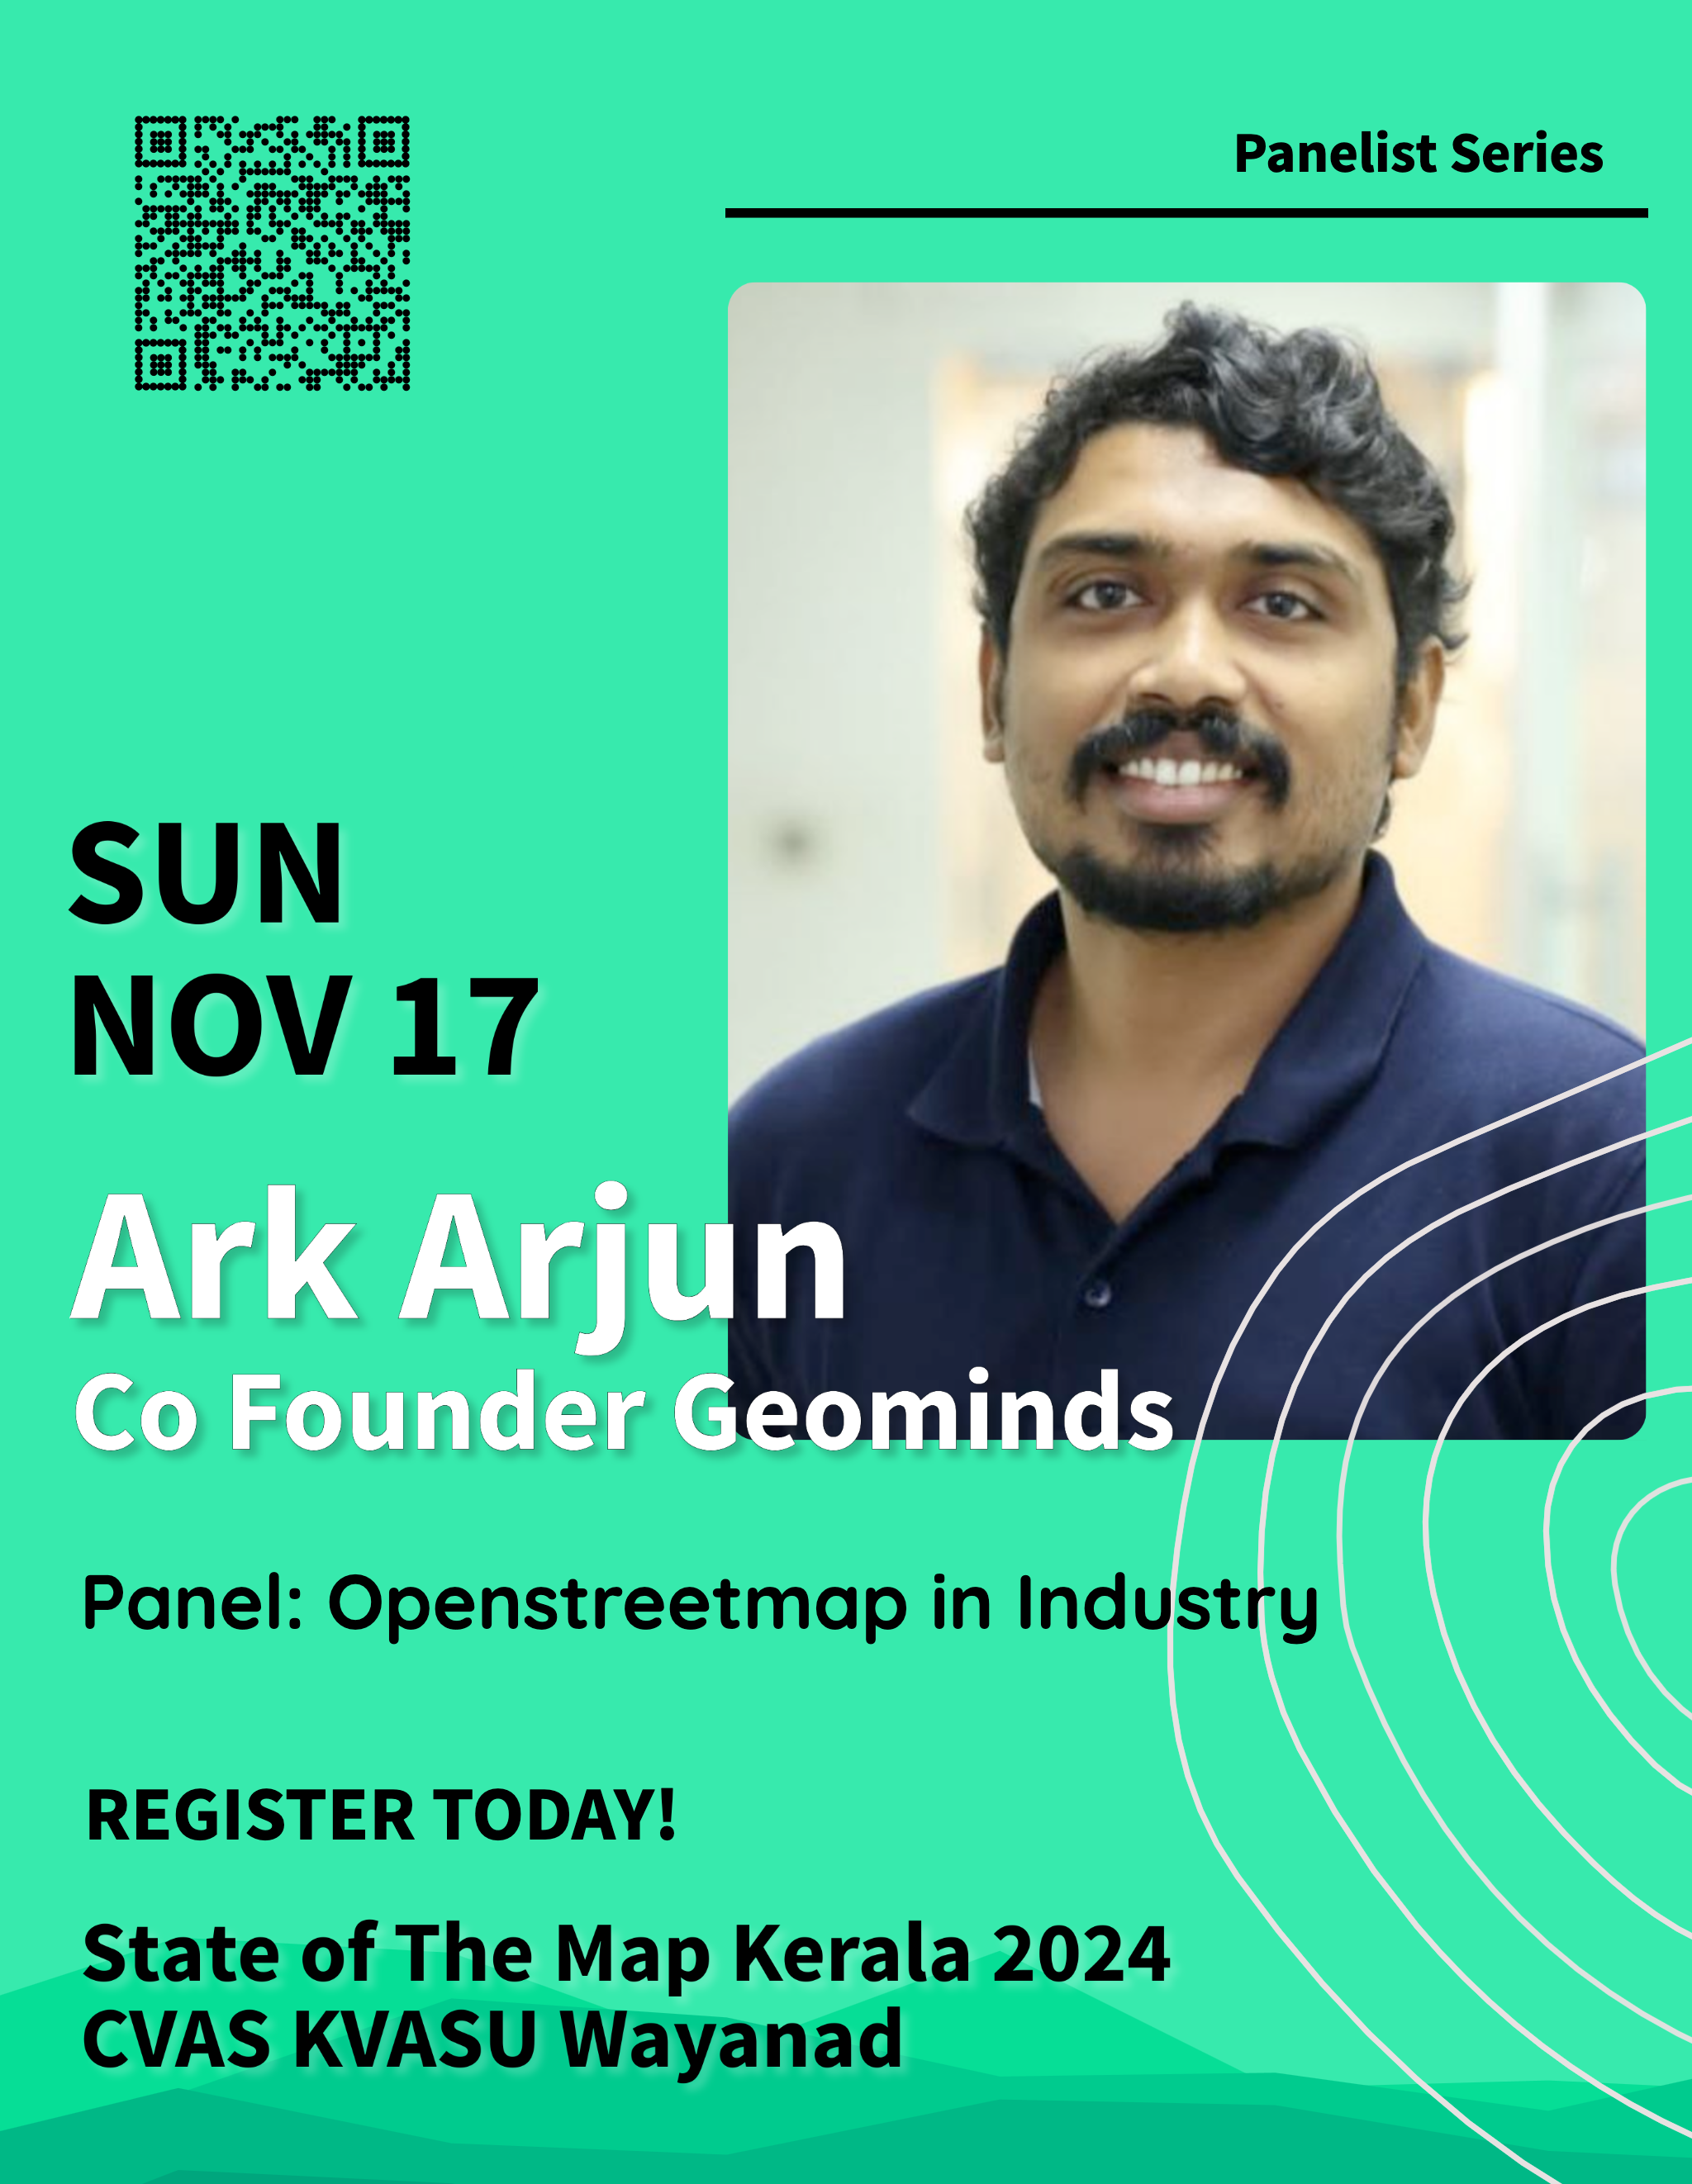 Panelist Series
SUN
NOV 17
Ark Arjun
Co Founder Geominds
Panel: Openstreetmap in Industry
REGISTER TODAY!
State of The Map Kerala 2024
CVAS KVASU Wayanad